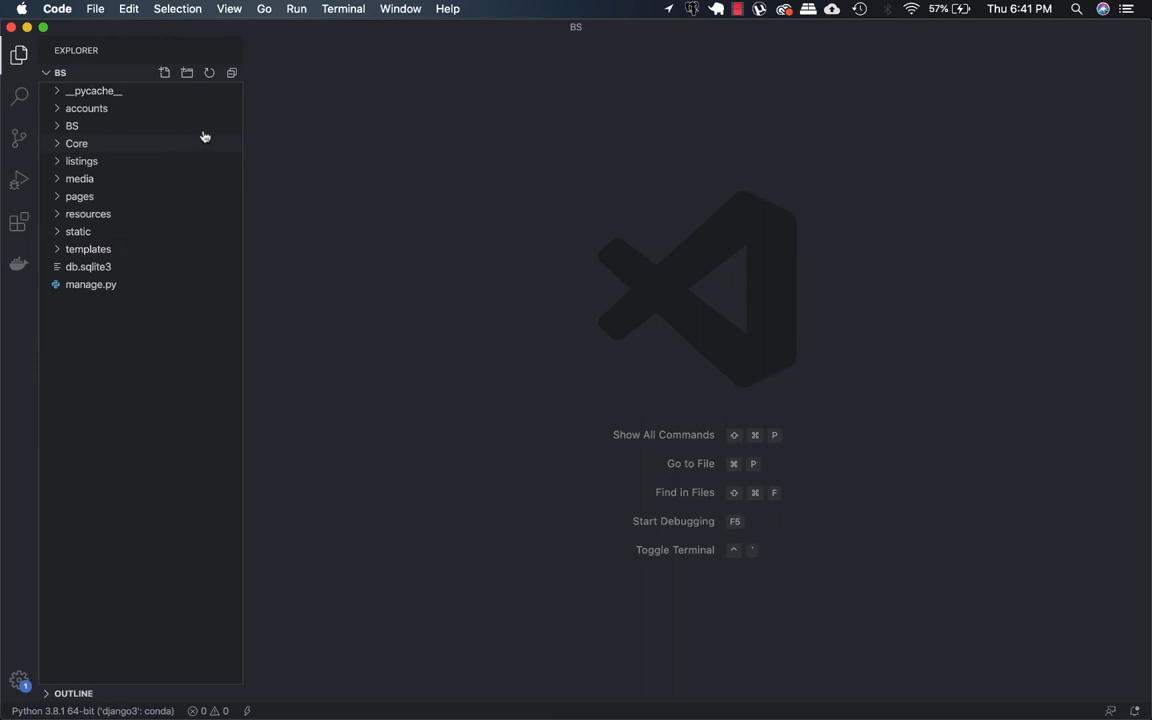 Code File Edit Selection View Go Run Terminal Window Help 57% Thu 6:41 PM
BS
EXPLORER
BS
__pycache__
accounts
BS
Core
listings
media
pages
resources
static
templates
db.sqlite3
manage.py
Show All Commands ⇧ ⌘ P
Go to File ⌘ P
Find in Files ⇧ ⌘ F
Start Debugging F5
Toggle Terminal ^ `
1
OUTLINE
Python 3.8.1 64-bit ('django3': conda) 0 0